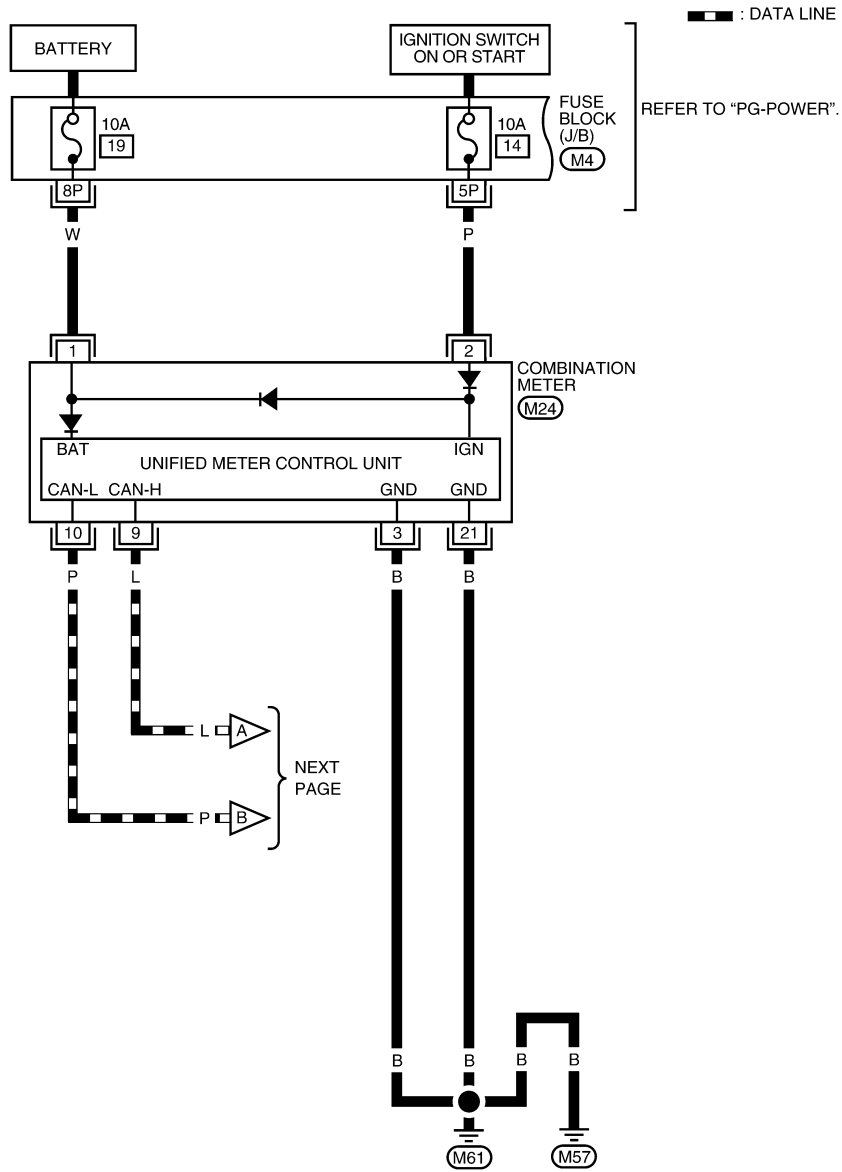 : DATA LINE
BATTERY
IGNITION SWITCH
ON OR START
FUSE
BLOCK
(J/B)
M4
REFER TO “PG-POWER”.
10A
19
10A
14
8P
5P
W
P
1
2
COMBINATION
METER
M24
BAT
IGN
UNIFIED METER CONTROL UNIT
CAN-L
CAN-H
GND
GND
10
9
3
21
P
L
B
B
L
A
NEXT
PAGE
P
B
B
B
B
B
M61
M57